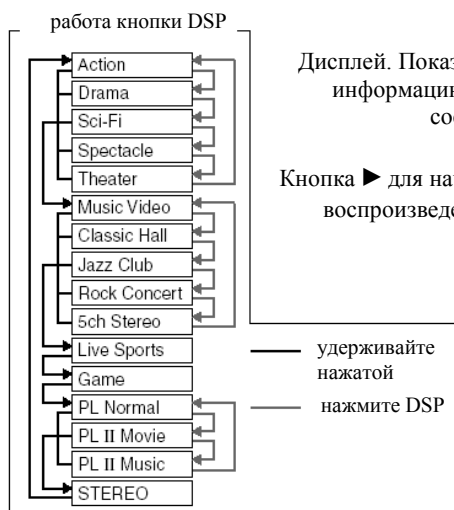 работа кнопки DSP
Action
Drama
Sci-Fi
Spectacle
Theater
Music Video
Classic Hall
Jazz Club
Rock Concert
5ch Stereo
Live Sports
Game
PL Normal
PL II Movie
PL II Music
STEREO
Дисплей. Показ
информаци
со
Кнопка ► для на
воспроизведе
удерживайте
нажатой
нажмите DSP